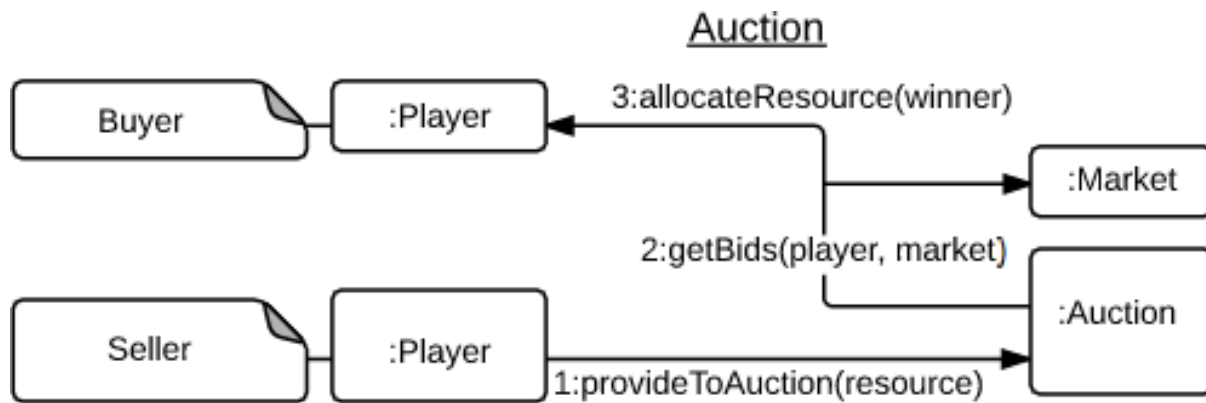 Auction
3:allocateResource(winner)
Buyer
:Player
:Market
2:getBids(player, market)
:Auction
Seller
:Player
1:provideToAuction(resource)